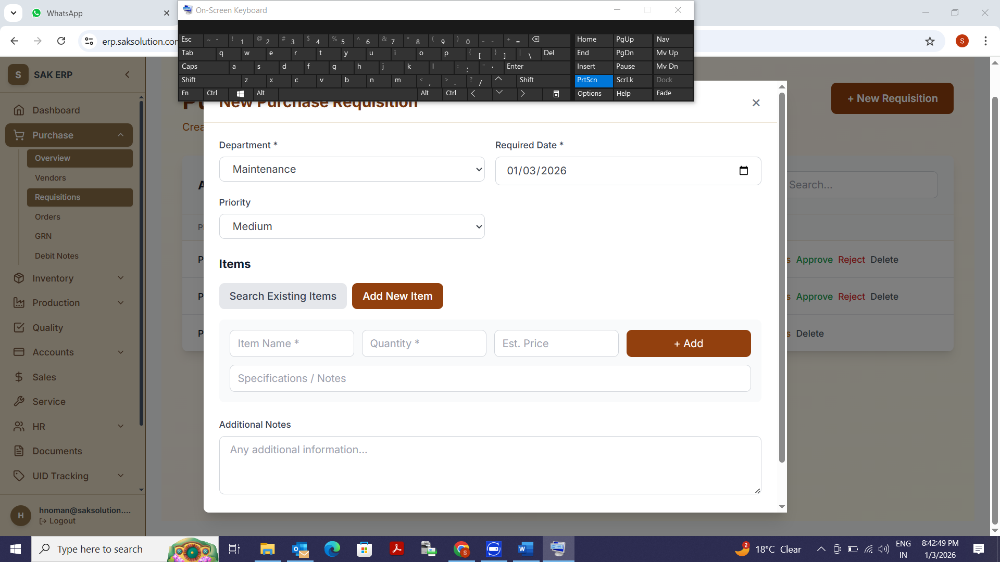 WhatsApp
On-Screen Keyboard
erp.saksolution.cor
S
Esc ~ ` ! 1 @ 2 # 3 $ 4 % 5 ^ 6 & 7 * 8 ( 9 ) 0 _ - + = Home PgUp Nav
Tab q w e r t y u i o p { [ } ] | \ Del End PgDn Mv Up
Caps a s d f g h j k l : ; " ' Enter Insert Pause Mv Dn
Shift z x c v b n m < , > . ? / Shift PrtScn ScrLk Dock
Fn Ctrl Alt Alt Ctrl Options Help Fade
S SAK ERP
Dashboard
Purchase
Overview
Vendors
Requisitions
Orders
GRN
Debit Notes
Inventory
Production
Quality
Accounts
Sales
Service
HR
Documents
UID Tracking
H
hnoman@saksolution....
Logout
Crea
+ New Requisition
Search...
Approve Reject Delete
Approve Reject Delete
Delete
New Purchase Requisition
Department *
Maintenance
Required Date *
01/03/2026
Priority
Medium
Items
Search Existing Items
Add New Item
Item Name *
Quantity *
Est. Price
+ Add
Specifications / Notes
Additional Notes
Any additional information...
Type here to search
2
18°C Clear
ENG
IN
8:42:49 PM
1/3/2026